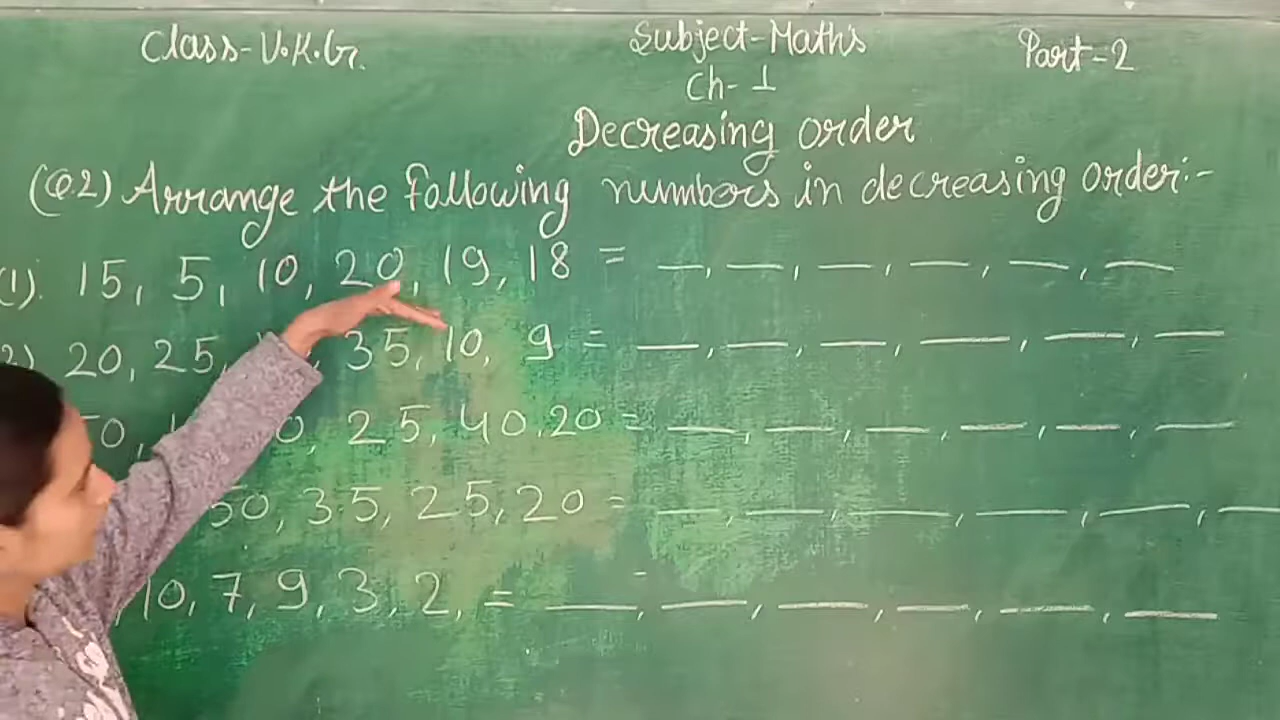 Class-U.K.G. Subject-Maths Part-2
Ch-1
Decreasing order
(Q.2) Arrange the following numbers in decreasing order:-
(1). 15, 5, 10, 20, 19, 18 = __, __, __, __, __, __
2) 20, 25, 35, 10, 9 = __, __, __, __, __, __
0, 0, 25, 40, 20 = __, __, __, __, __, __
50, 35, 25, 20 = __, __, __, __, __, __
10, 7, 9, 3, 2, = __, __, __, __, __, __